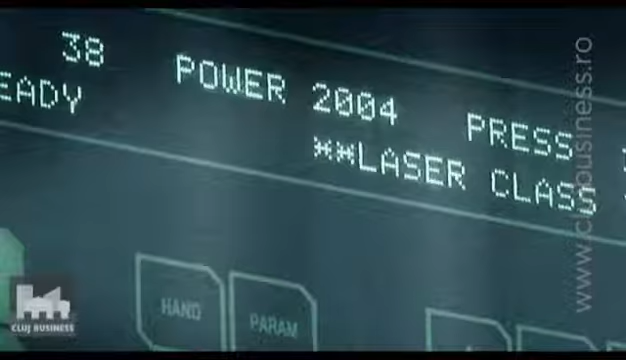 38 POWER 2004 PRESS
EADY **LASER CLASS
HAND PARAM
CLUJ BUSINESS
www.clujbusiness.ro